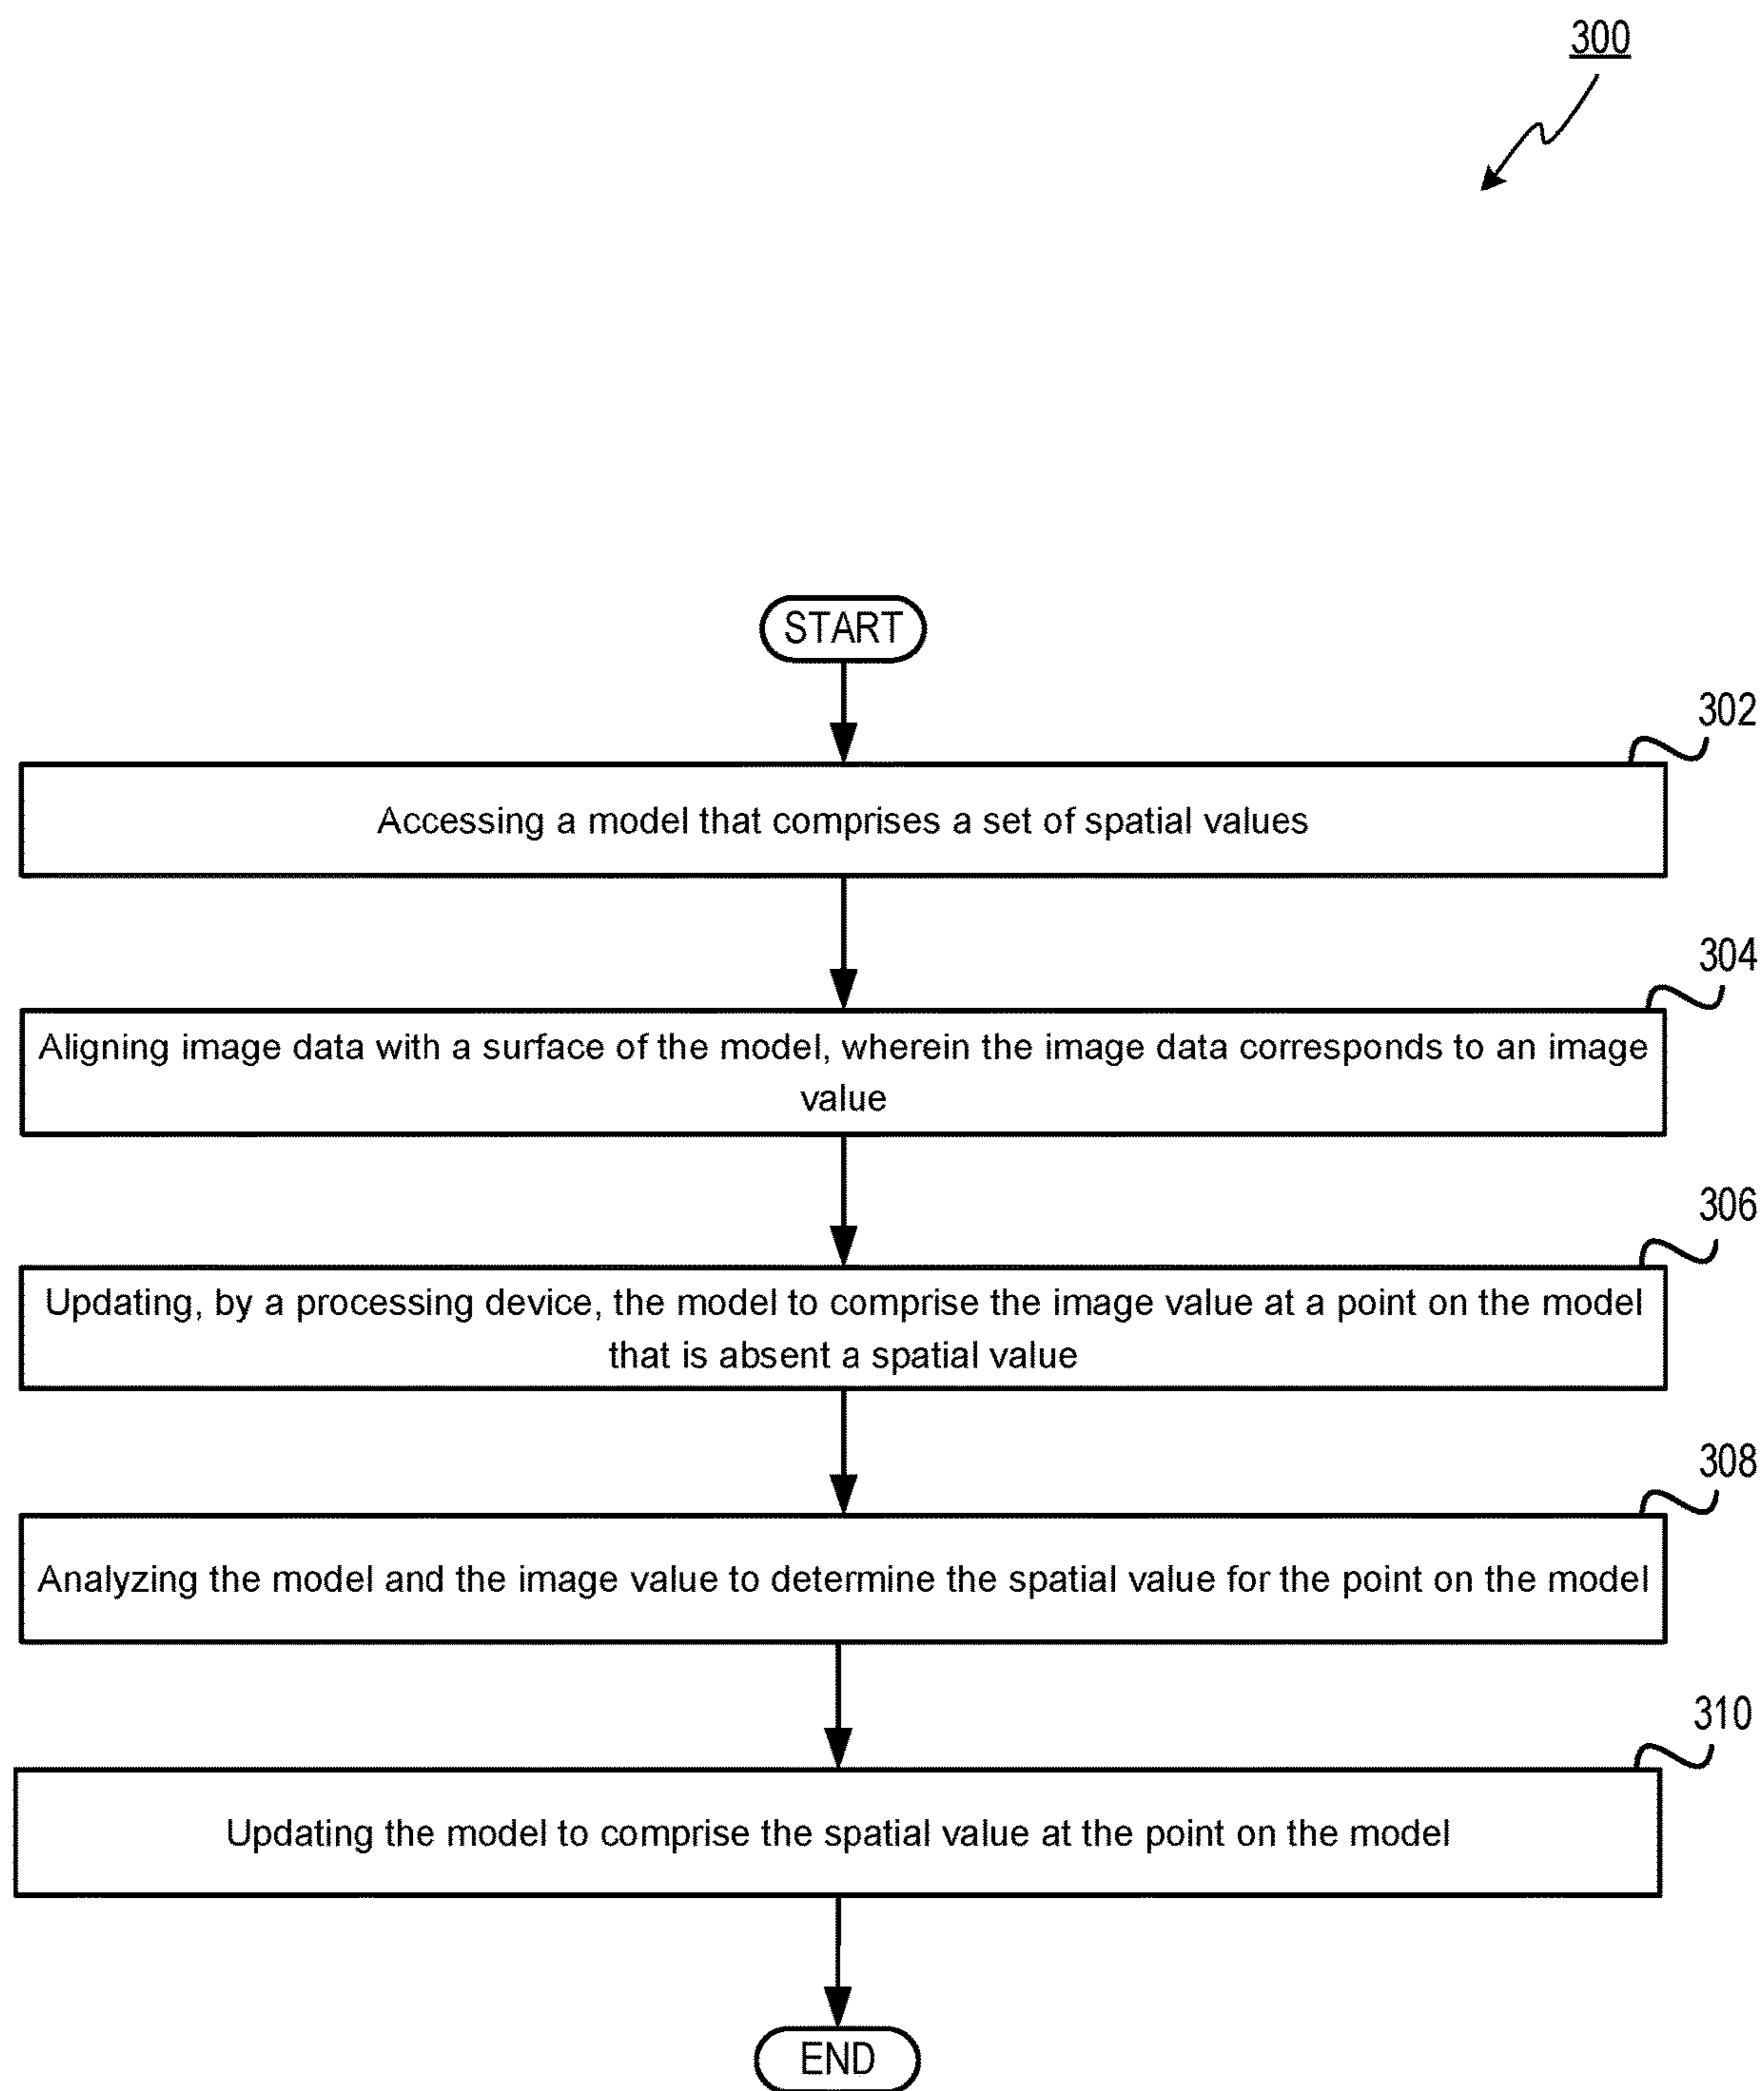 300
START
302
Accessing a model that comprises a set of spatial values
304
Aligning image data with a surface of the model, wherein the image data corresponds to an image
value
306
Updating, by a processing device, the model to comprise the image value at a point on the model
that is absent a spatial value
308
Analyzing the model and the image value to determine the spatial value for the point on the model
310
Updating the model to comprise the spatial value at the point on the model
END